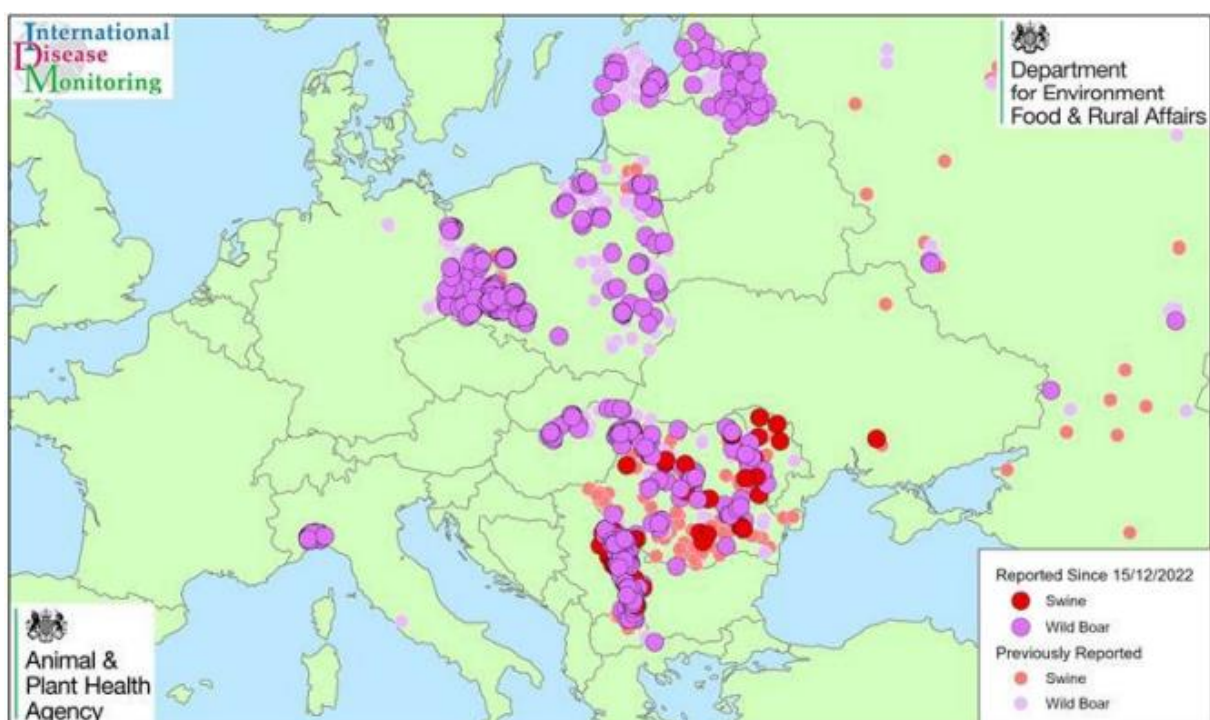 International
Disease
Monitoring
Department
for Environment
Food & Rural Affairs
Reported Since 15/12/2022
Swine
Wild Boar
Previously Reported
Swine
Wild Boar
Animal &
Plant Health
Agency